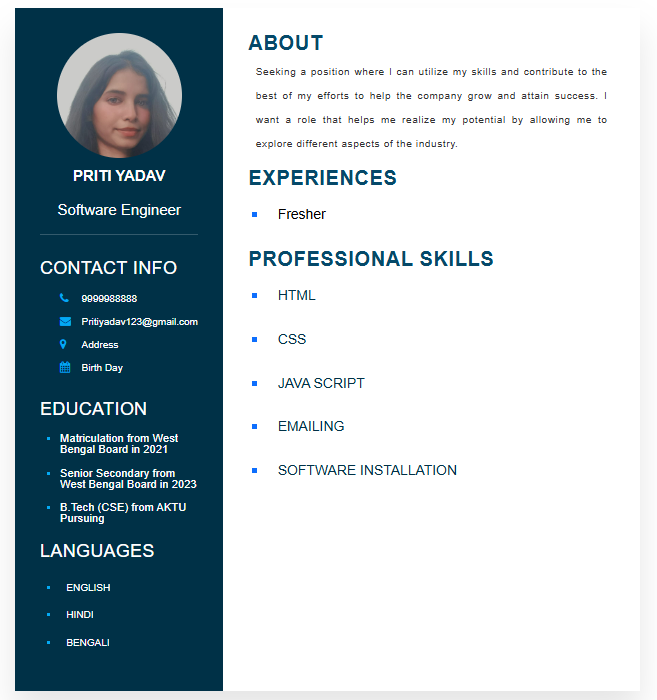 PRITI YADAV
Software Engineer
CONTACT INFO
9999988888
Pritiyadav123@gmail.com
Address
Birth Day
EDUCATION
Matriculation from West
Bengal Board in 2021
Senior Secondary from
West Bengal Board in 2023
B.Tech (CSE) from AKTU
Pursuing
LANGUAGES
ENGLISH
HINDI
BENGALI
ABOUT
Seeking a position where I can utilize my skills and contribute to the
best of my efforts to help the company grow and attain success. I
want a role that helps me realize my potential by allowing me to
explore different aspects of the industry.
EXPERIENCES
Fresher
PROFESSIONAL SKILLS
HTML
CSS
JAVA SCRIPT
EMAILING
SOFTWARE INSTALLATION